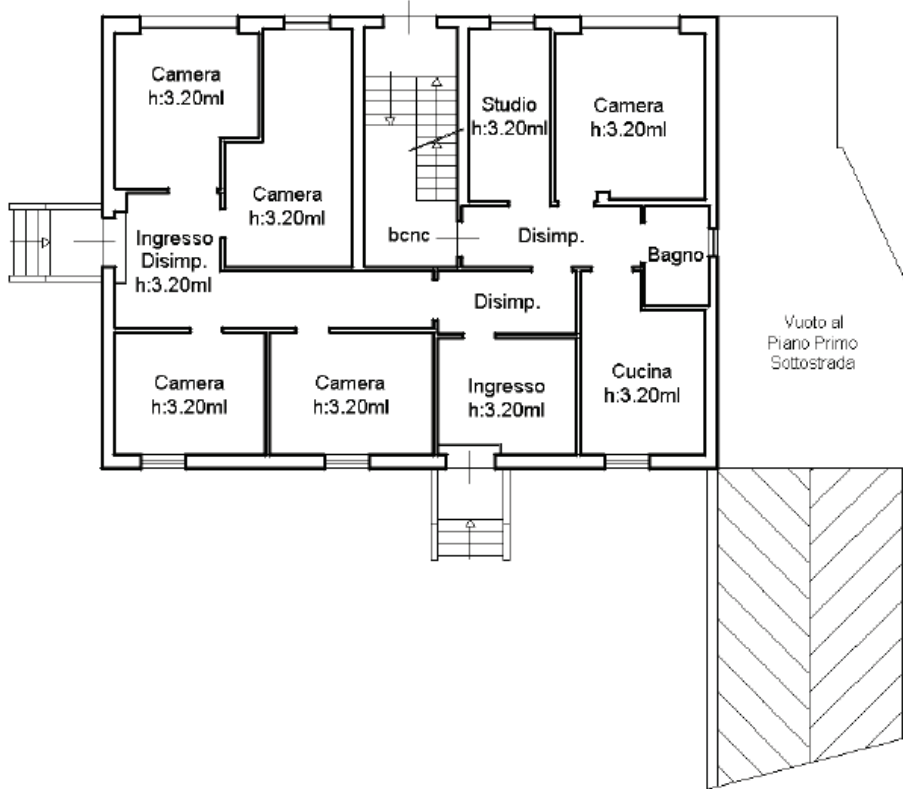 Camera
h:3.20ml
Studio
h:3.20ml
Camera
h:3.20ml
Camera
h:3.20ml
Ingresso
Disimp.
h:3.20ml
bcnc
Disimp.
Bagno
Disimp.
Vuoto al
Piano Primo
Sottostrada
Camera
h:3.20ml
Camera
h:3.20ml
Ingresso
h:3.20ml
Cucina
h:3.20ml